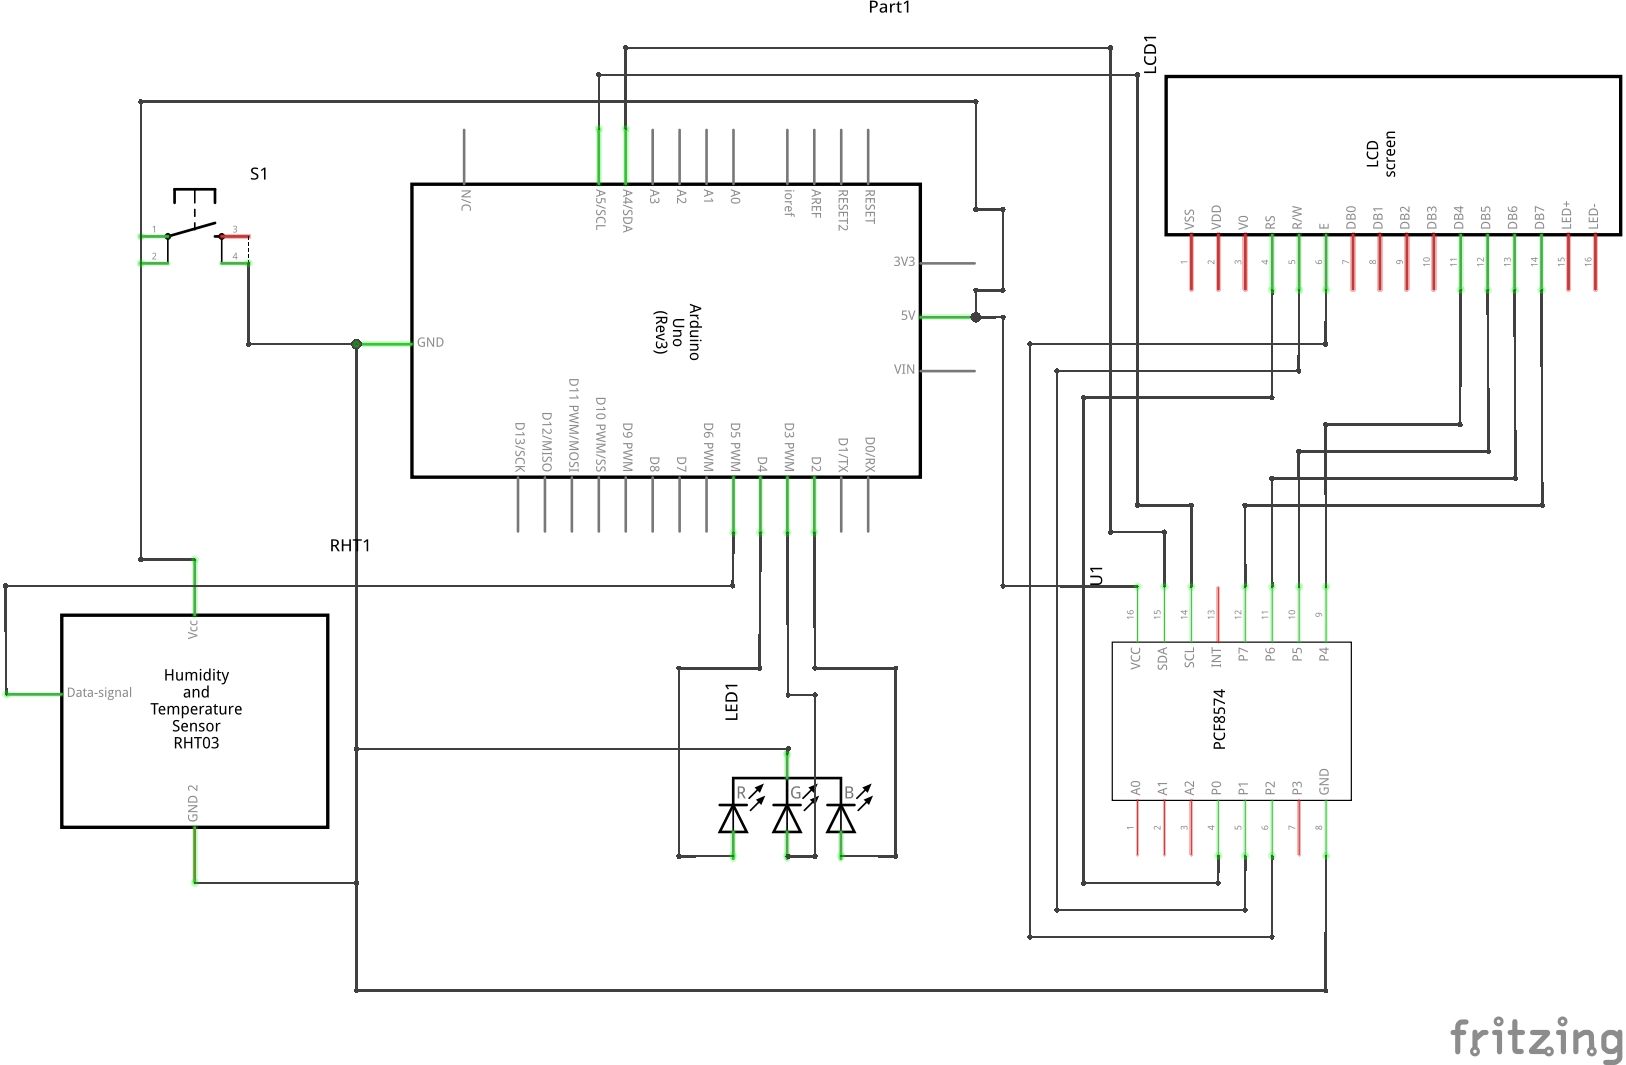 Part1
LCD1
S1
1
2
3
4
N/C
A5/SCL
A4/SDA
A3
A2
A1
A0
ioref
AREF
RESET2
RESET
3V3
5V
VIN
GND
Arduino
Uno
(Rev3)
D13/SCK
D12/MISO
D11 PWM/MOSI
D10 PWM/SS
D9 PWM
D8
D7
D6 PWM
D5 PWM
D4
D3 PWM
D2
D1/TX
D0/RX
LCD
screen
VSS
VDD
V0
RS
R/W
E
DB0
DB1
DB2
DB3
DB4
DB5
DB6
DB7
LED+
LED-
1
2
3
4
5
6
7
8
9
10
11
12
13
14
15
16
RHT1
Vcc
Data-signal
Humidity
and
Temperature
Sensor
RHT03
GND 2
LED1
R
G
B
U1
16
15
14
13
12
11
10
9
VCC
SDA
SCL
INT
P7
P6
P5
P4
PCF8574
A0
A1
A2
P0
P1
P2
P3
GND
1
2
3
4
5
6
7
8
fritzing